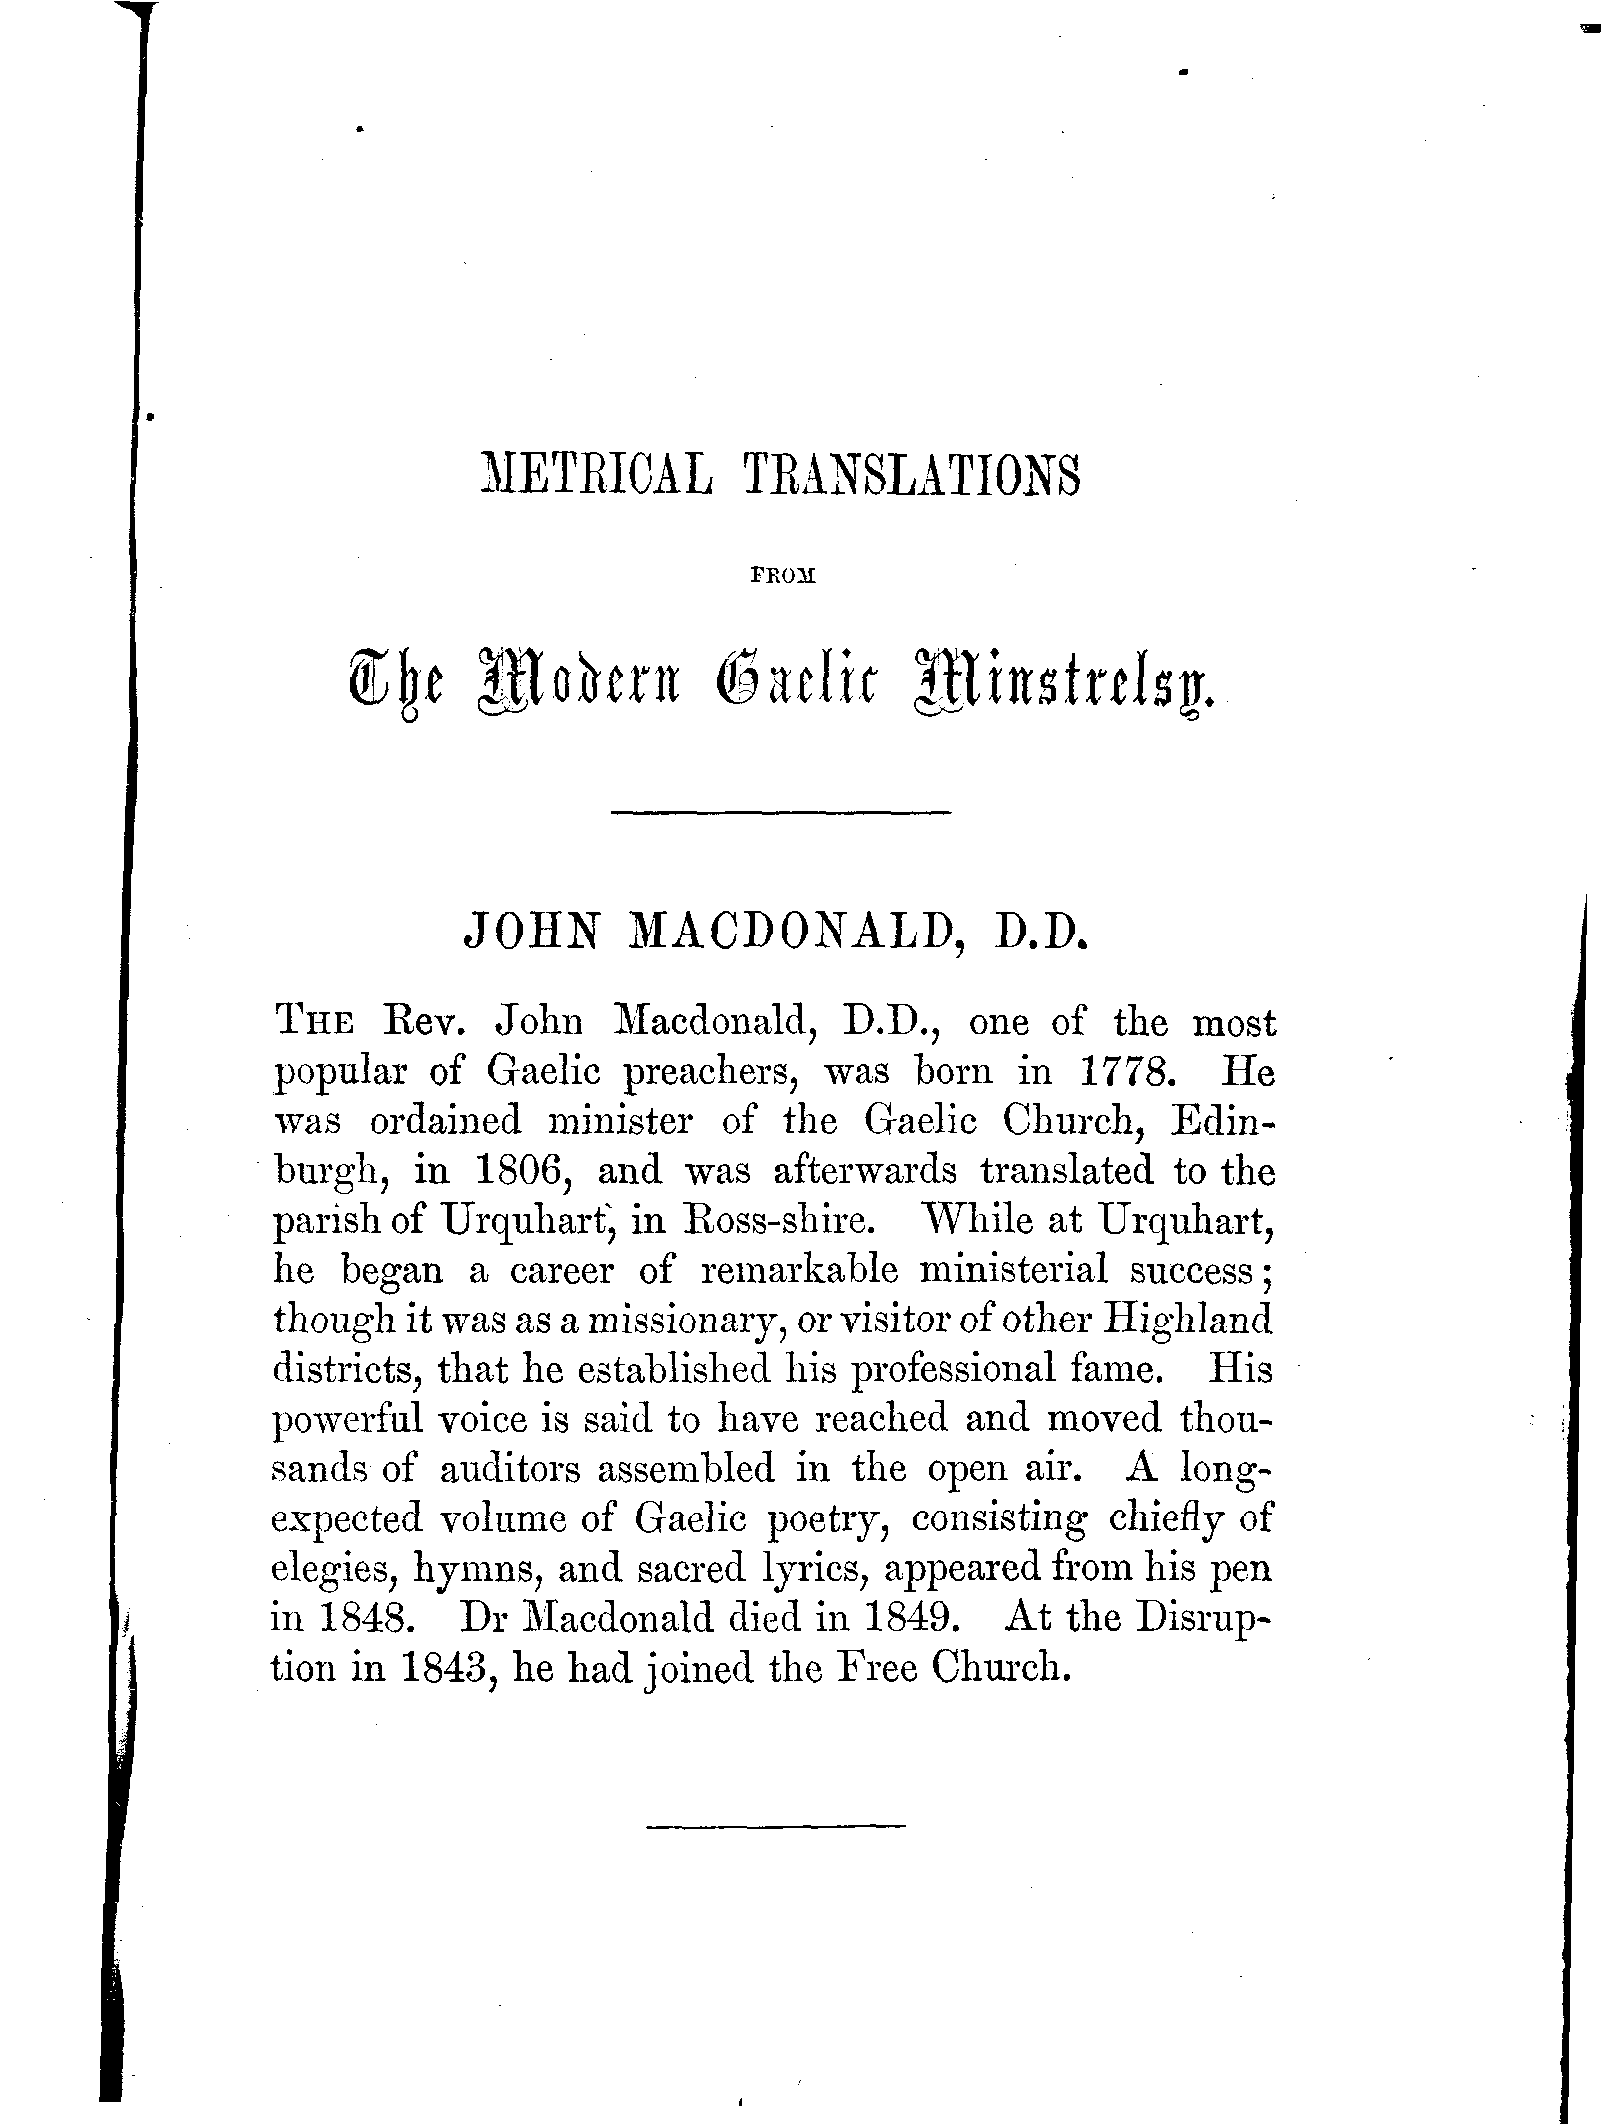 METRICAL TRANSLATIONS
FROM
The Modern Gaelic Minstrelsy.
JOHN MACDONALD, D.D.
THE Rev. John Macdonald, D.D., one of the most
popular of Gaelic preachers, was born in 1778. He
was ordained minister of the Gaelic Church, Edin-
burgh, in 1806, and was afterwards translated to the
parish of Urquhart, in Ross-shire. While at Urquhart,
he began a career of remarkable ministerial success;
though it was as a missionary, or visitor of other Highland
districts, that he established his professional fame. His
powerful voice is said to have reached and moved thou-
sands of auditors assembled in the open air. A long-
expected volume of Gaelic poetry, consisting chiefly of
elegies, hymns, and sacred lyrics, appeared from his pen
in 1848. Dr Macdonald died in 1849. At the Disrup-
tion in 1843, he had joined the Free Church.